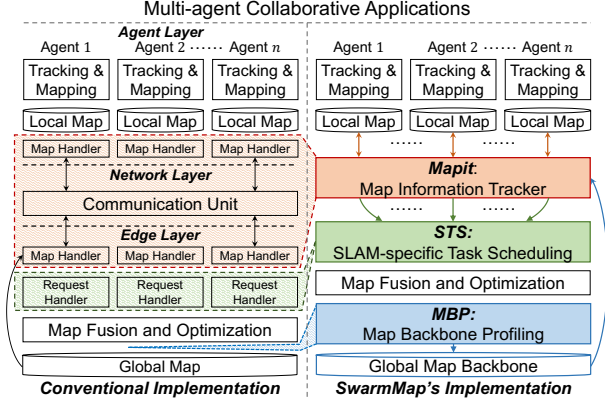 Multi-agent Collaborative Applications
Agent Layer
Agent 1 Agent 2 ...... Agent n
Tracking & Mapping
Tracking & Mapping
Tracking & Mapping
Local Map Local Map Local Map
Map Handler Map Handler Map Handler
Network Layer
Communication Unit
Edge Layer
Map Handler Map Handler Map Handler
Request Handler
Request Handler
Request Handler
Map Fusion and Optimization
Global Map
Conventional Implementation
Agent 1 Agent 2 ...... Agent n
Tracking & Mapping
Tracking & Mapping
Tracking & Mapping
Local Map Local Map Local Map
...... ......
Mapit:
Map Information Tracker
...... ......
STS:
SLAM-specific Task Scheduling
Map Fusion and Optimization
MBP:
Map Backbone Profiling
Global Map Backbone
SwarmMap's Implementation